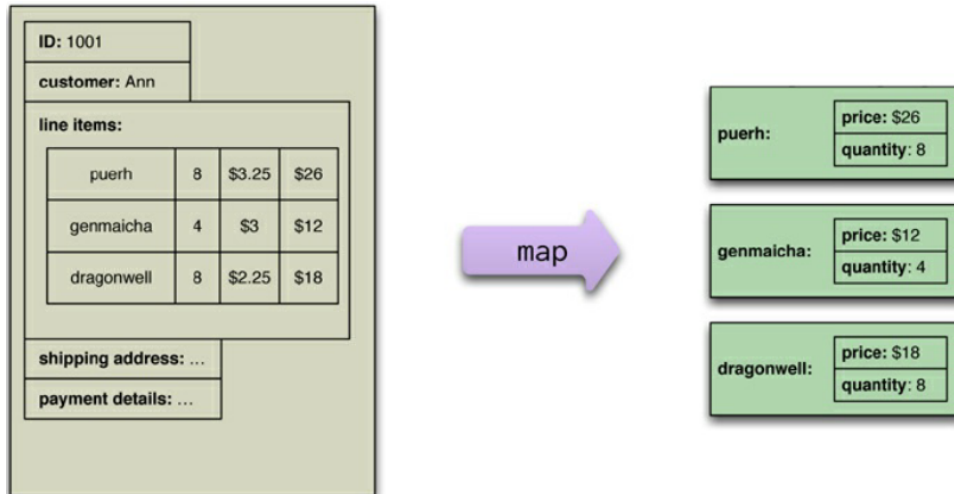 ID: 1001
customer: Ann
line items:
puerh 8 $3.25 $26
genmaicha 4 $3 $12
dragonwell 8 $2.25 $18
shipping address: ...
payment details: ...
map
puerh:
price: $26
quantity: 8
genmaicha:
price: $12
quantity: 4
dragonwell:
price: $18
quantity: 8